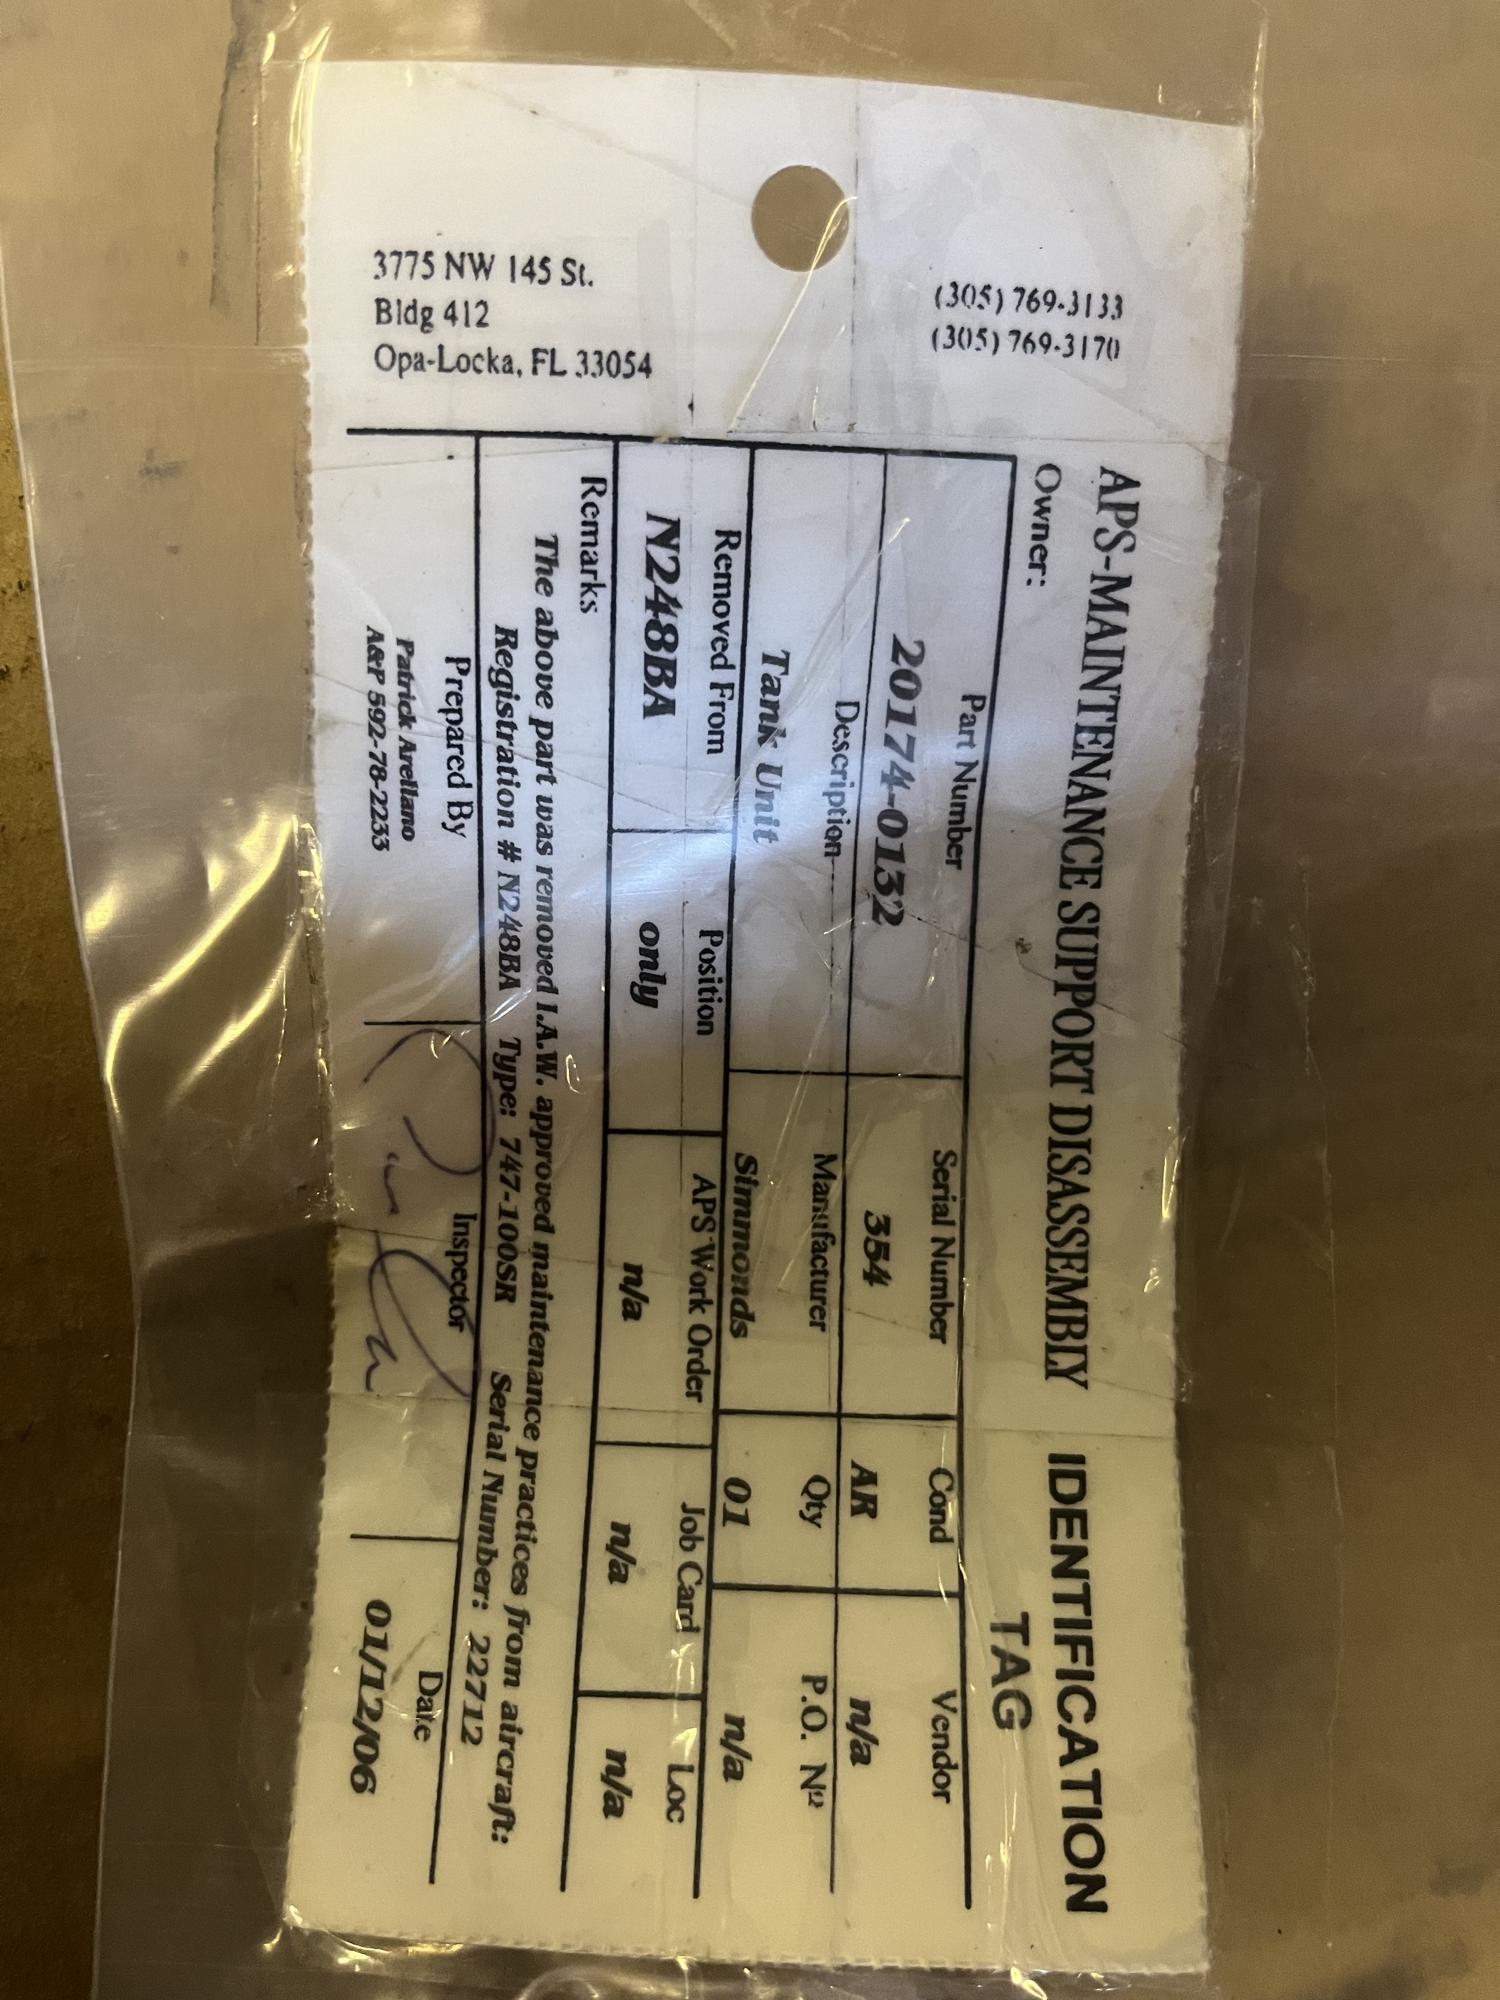 (305) 769-3133
(305) 769-3170
3775 NW 145 St.
Bldg 412
Opa-Locka, FL 33054
APS-MAINTENANCE SUPPORT DISASSEMBLY IDENTIFICATION
TAG
Owner:
Part Number Serial Number Cond Vendor
20174-0132 354 AR n/a
Description Manufacturer Qty P.O. Nº
Tank Unit Simmonds 01 n/a
Removed From Position APS Work Order Job Card Loc
N248BA only n/a n/a n/a
Remarks
The above part was removed I.A.W. approved maintenance practices from aircraft:
Registration # N248BA Type: 747-100SR Serial Number: 22712
Prepared By Inspector Date
Patrick Arellano
A&P 592-78-2233 01/12/06